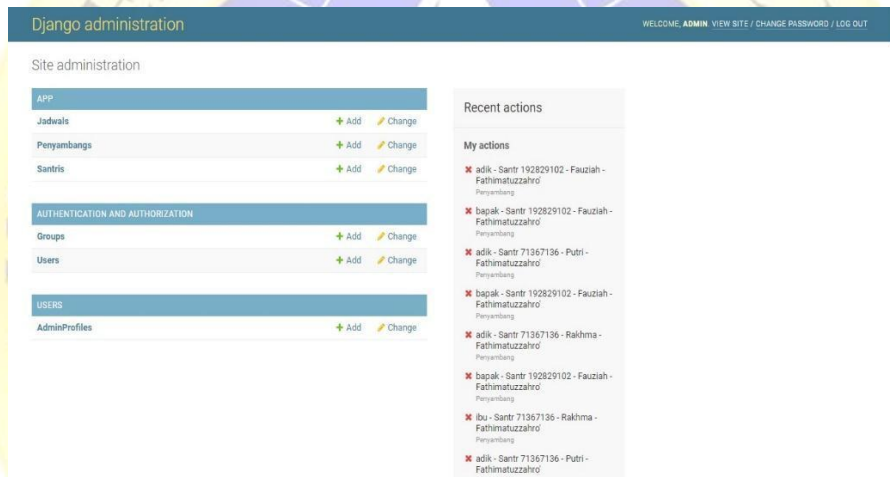 Django administration
WELCOME, ADMIN. VIEW SITE / CHANGE PASSWORD / LOG OUT
Site administration
APP
Jadwals + Add Change
Penyambangs + Add Change
Santris + Add Change
AUTHENTICATION AND AUTHORIZATION
Groups + Add Change
Users + Add Change
USERS
AdminProfiles + Add Change
Recent actions
My actions
adik - Santr 192829102 - Fauziah -
Fathimatuzzahro'
Penyambang
bapak - Santr 192829102 - Fauziah -
Fathimatuzzahro'
Penyambang
adik - Santr 71367136 - Putri -
Fathimatuzzahro'
Penyambang
bapak - Santr 192829102 - Fauziah -
Fathimatuzzahro'
Penyambang
adik - Santr 71367136 - Rakhma -
Fathimatuzzahro'
Penyambang
bapak - Santr 192829102 - Fauziah -
Fathimatuzzahro'
Penyambang
ibu - Santr 71367136 - Rakhma -
Fathimatuzzahro'
Penyambang
adik - Santr 71367136 - Putri -
Fathimatuzzahro'